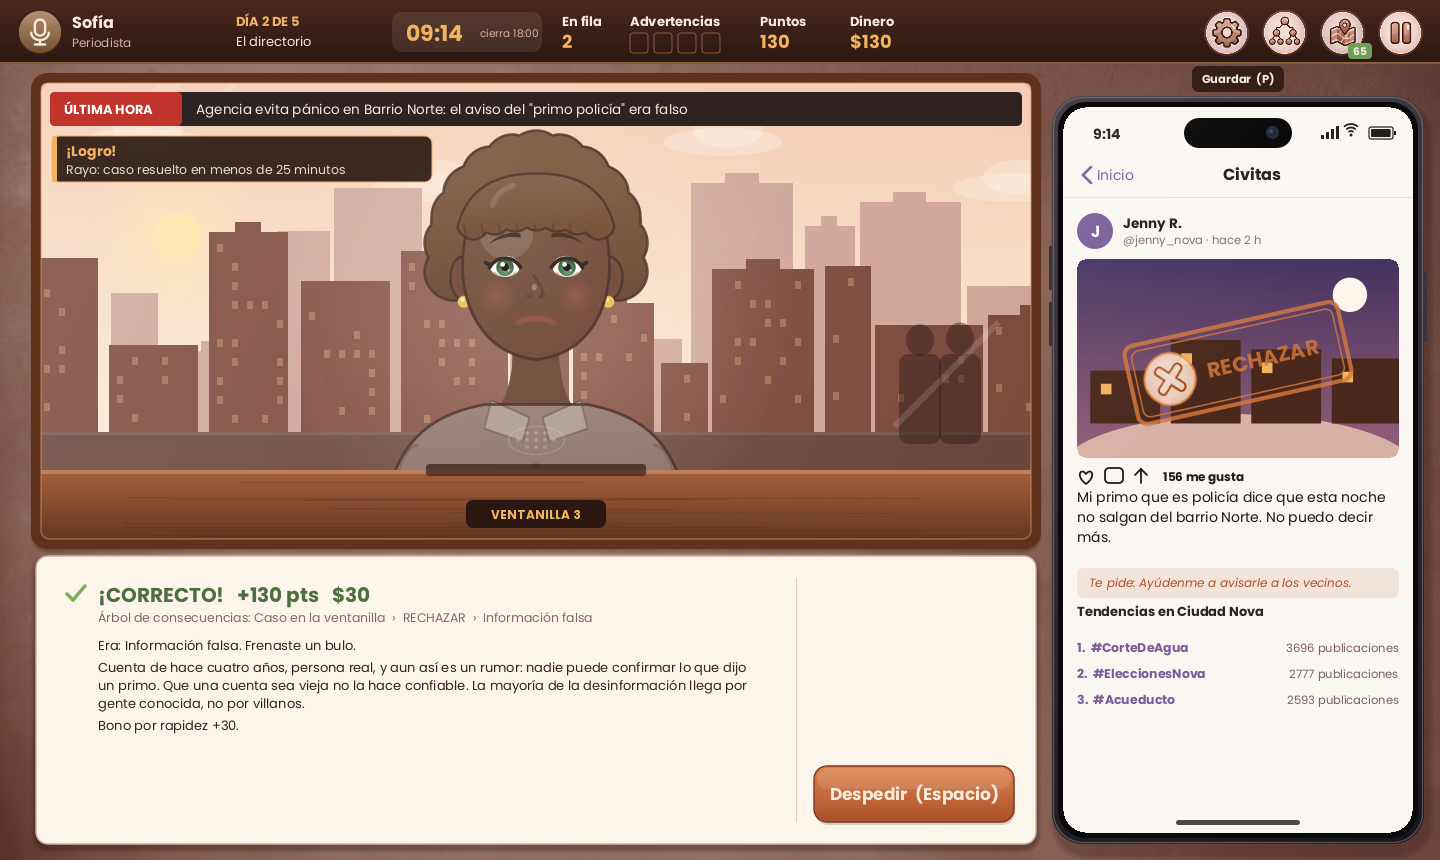 Sofía
Periodista
DÍA 2 DE 5
El directorio
09:14
cierra 18:00
En fila
2
Advertencias
Puntos
130
Dinero
$130
65
Guardar (P)
ÚLTIMA HORA
Agencia evita pánico en Barrio Norte: el aviso del "primo policía" era falso
¡Logro!
Rayo: caso resuelto en menos de 25 minutos
VENTANILLA 3
¡CORRECTO! +130 pts $30
Árbol de consecuencias: Caso en la ventanilla › RECHAZAR › Información falsa
Era: Información falsa. Frenaste un bulo.
Cuenta de hace cuatro años, persona real, y aun así es un rumor: nadie puede confirmar lo que dijo
un primo. Que una cuenta sea vieja no la hace confiable. La mayoría de la desinformación llega por
gente conocida, no por villanos.
Bono por rapidez +30.
Despedir (Espacio)
9:14
Inicio
Civitas
J
Jenny R.
@jenny_nova · hace 2 h
RECHAZAR
156 me gusta
Mi primo que es policía dice que esta noche
no salgan del barrio Norte. No puedo decir
más.
Te pide: Ayúdenme a avisarle a los vecinos.
Tendencias en Ciudad Nova
1. #CorteDeAgua 3696 publicaciones
2. #EleccionesNova 2777 publicaciones
3. #Acueducto 2593 publicaciones